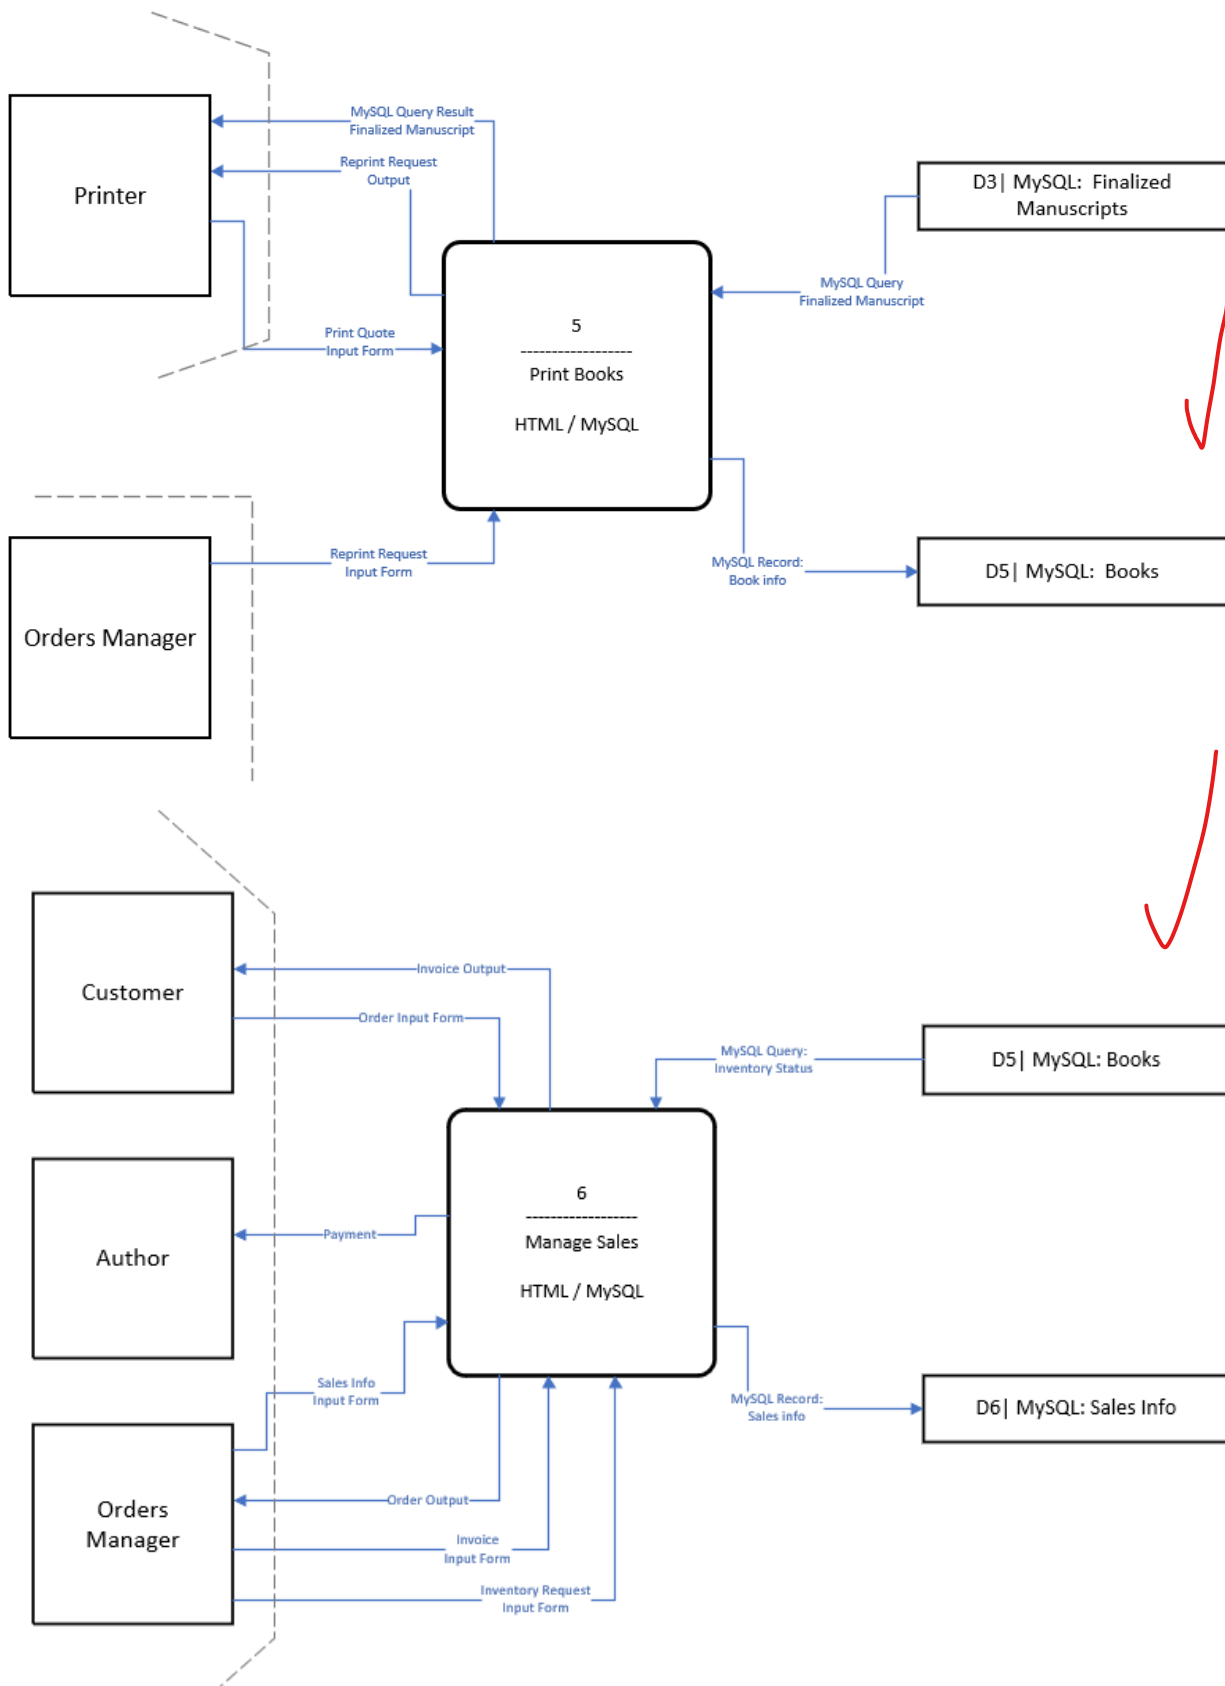 MySQL Query Result
Finalized Manuscript
Reprint Request
Output
Printer
D3| MySQL:  Finalized
Manuscripts
MySQL Query
Finalized Manuscript
Print Quote
Input Form
5
-------------------
Print Books
HTML / MySQL
Reprint Request
Input Form
MySQL Record:
Book info
D5| MySQL:  Books
Orders Manager
Customer
Invoice Output
Order Input Form
MySQL Query:
Inventory Status
D5| MySQL: Books
6
-------------------
Manage Sales
HTML / MySQL
Author
Payment
Sales Info
Input Form
MySQL Record:
Sales info
D6| MySQL: Sales Info
Orders
Manager
Order Output
Invoice
Input Form
Inventory Request
Input Form